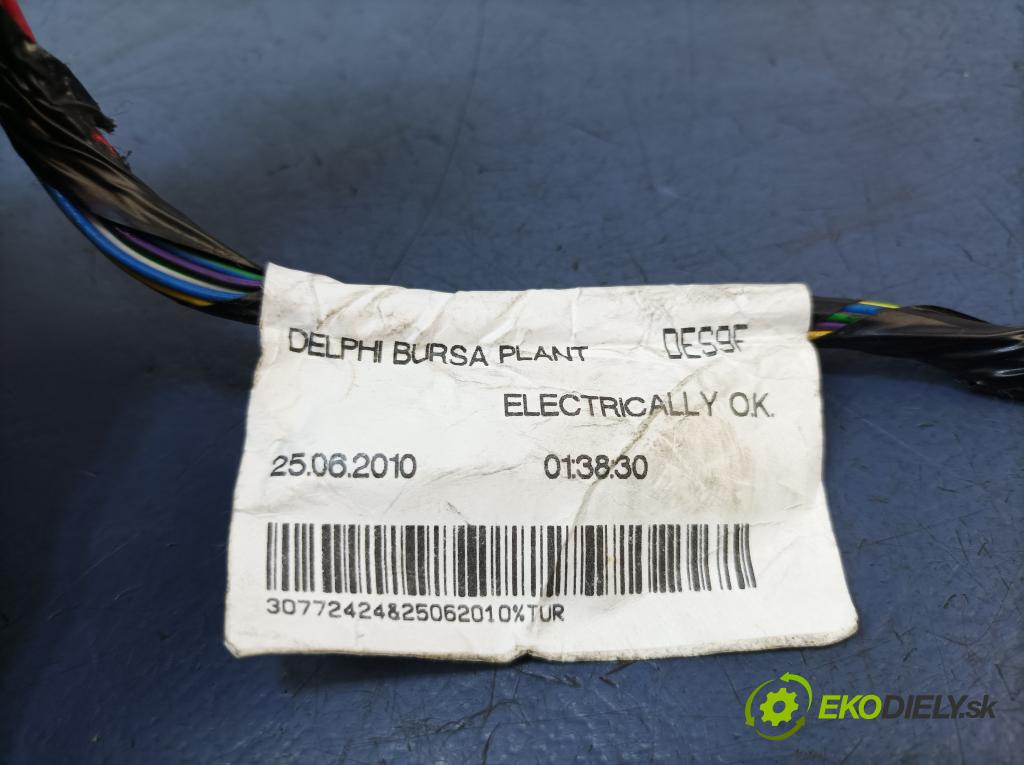 DELPHI BURSA PLANT DES9F
ELECTRICALLY O.K.
25.06.2010 01:38:30
30772424&25062010%TUR
EKODIELY.sk